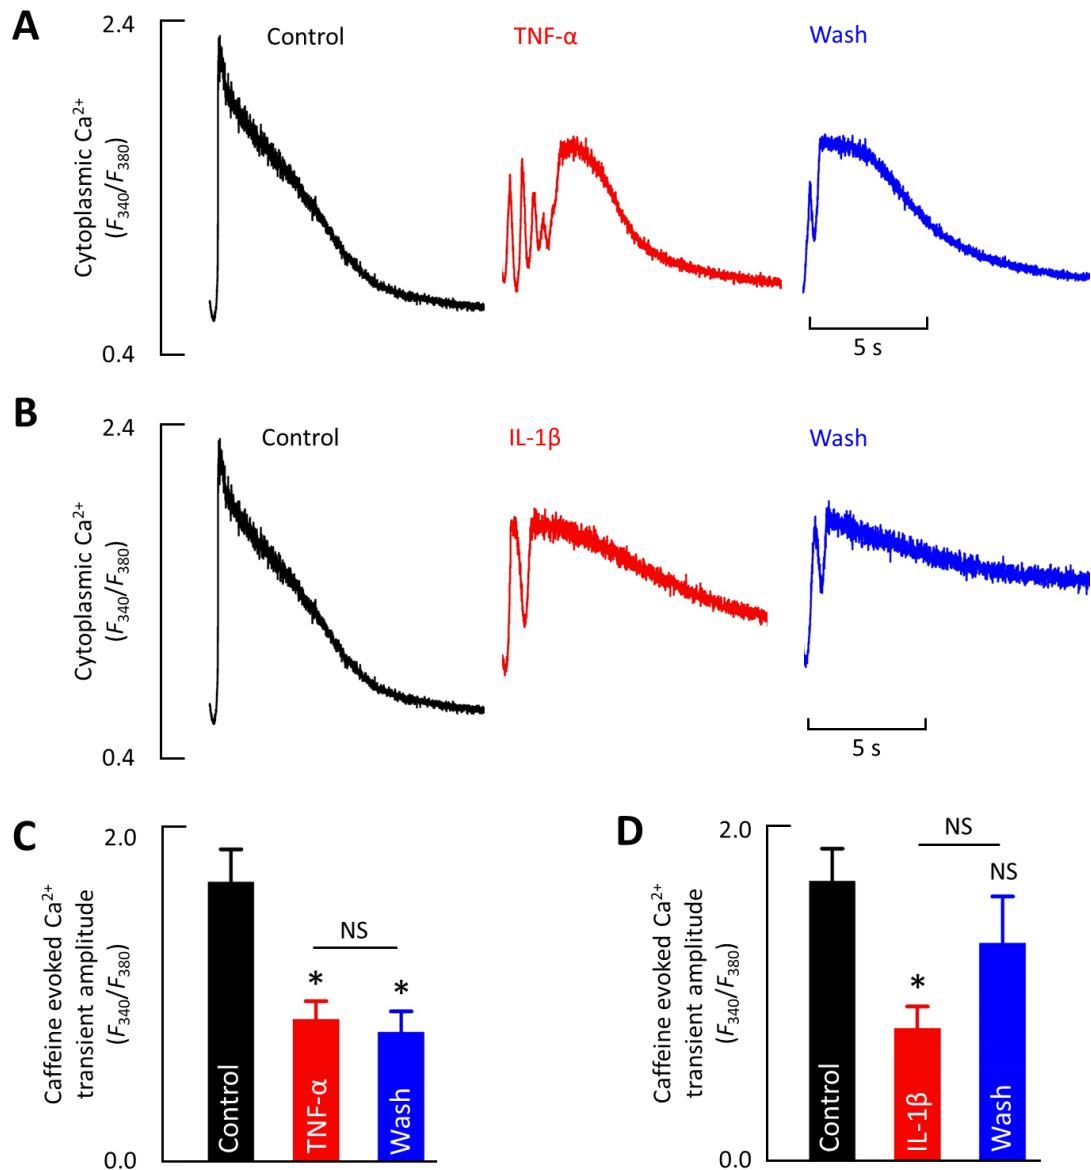 A
2.4
Control
TNF-α
Wash
Cytoplasmic Ca²⁺
(F₃₄₀/F₃₈₀)
0.4
5 s
B
2.4
Control
IL-1β
Wash
Cytoplasmic Ca²⁺
(F₃₄₀/F₃₈₀)
0.4
5 s
C
2.0
Caffeine evoked Ca²⁺
transient amplitude
(F₃₄₀/F₃₈₀)
NS
*
*
Control
TNF-α
Wash
0.0
D
2.0
Caffeine evoked Ca²⁺
transient amplitude
(F₃₄₀/F₃₈₀)
NS
NS
*
Control
IL-1β
Wash
0.0